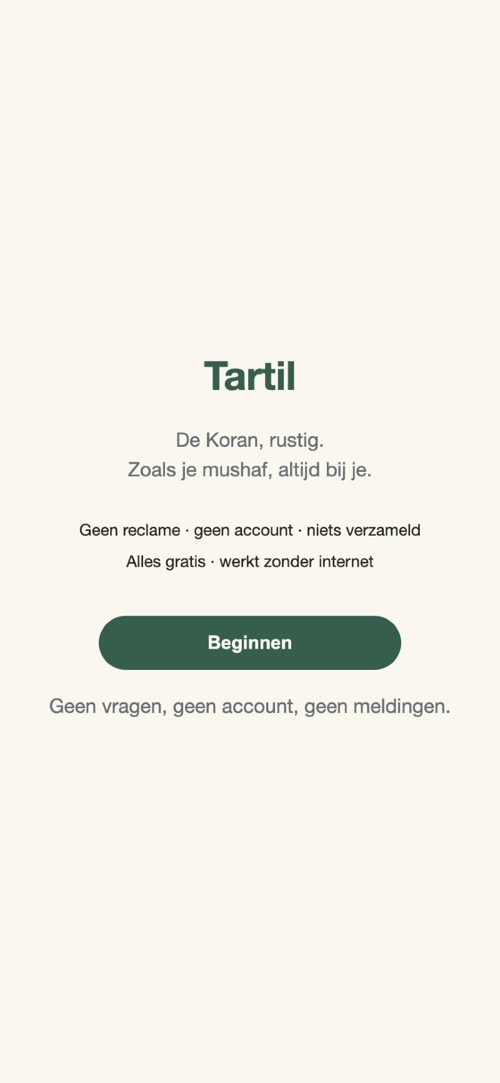 Tartil
De Koran, rustig.
Zoals je mushaf, altijd bij je.
Geen reclame · geen account · niets verzameld
Alles gratis · werkt zonder internet
Beginnen
Geen vragen, geen account, geen meldingen.